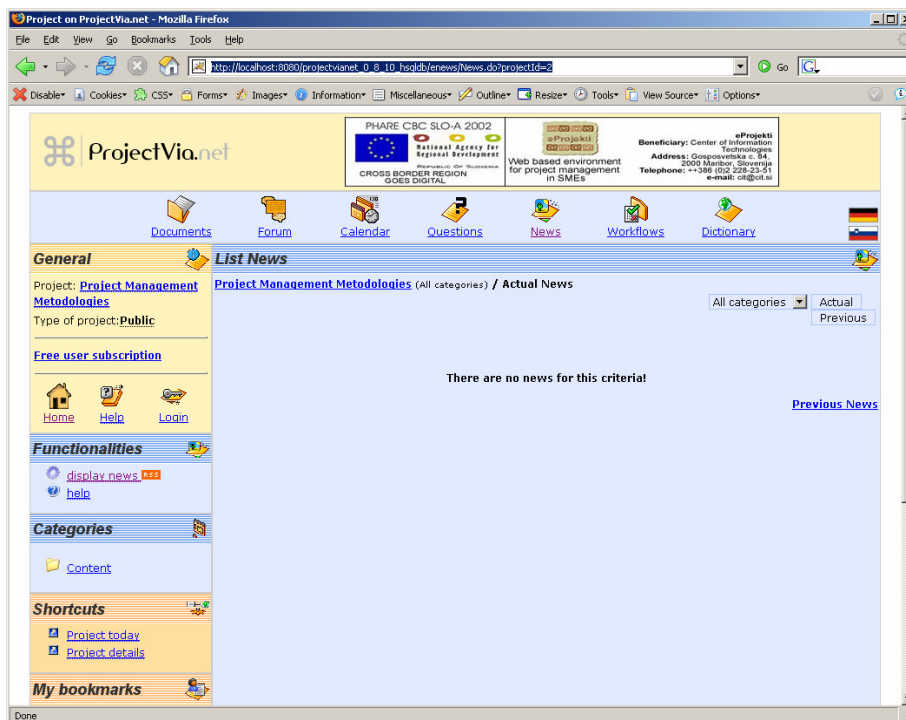 Project on ProjectVia.net - Mozilla Firefox
File Edit View Go Bookmarks Tools Help
http://localhost:8080/projectvianet_0_8_10_hsqldb/enews/News.do?projectId=2
Go
Disable Cookies CSS Forms Images Information Miscellaneous Outline Resize Tools View Source Options
ProjectVia.net
PHARE CBC SLO-A 2002
National Agency for
Regional Development
Republic of Slovenia
CROSS BORDER REGION
GOES DIGITAL
eProjekti
Web based environment
for project management
in SMEs
eProjekti
Beneficiary: Center of Information
Technologies
Address: Gosposvetska c. 84,
2000 Maribor, Slovenija
Telephone: ++386 (0)2 228-23-51
e-mail: cit@cit.si
Documents Forum Calendar Questions News Workflows Dictionary
General
Project: Project Management
Metodologies
Type of project:Public
Free user subscription
Home Help Login
Functionalities
display news RSS
help
Categories
Content
Shortcuts
Project today
Project details
My bookmarks
List News
Project Management Metodologies (All categories) / Actual News
All categories Actual
Previous
There are no news for this criteria!
Previous News
Done